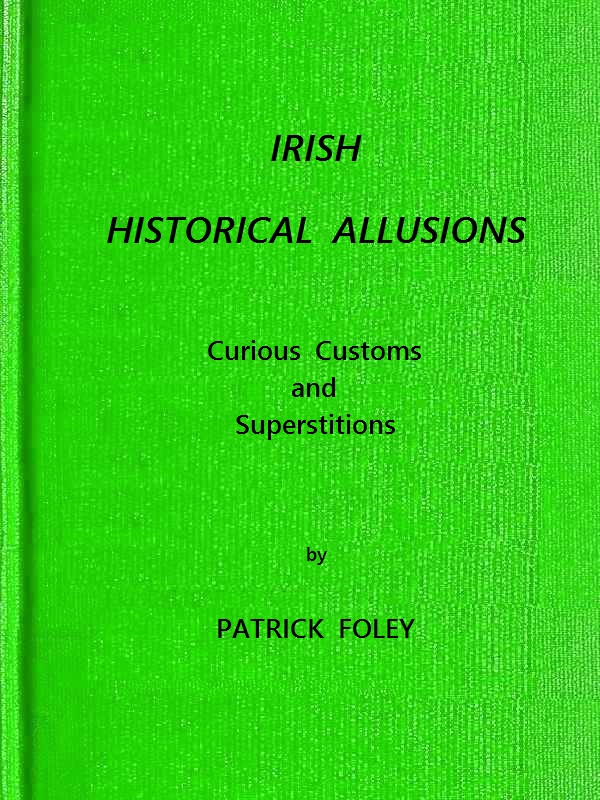 IRISH
HISTORICAL ALLUSIONS
Curious Customs
and
Superstitions
by
PATRICK FOLEY